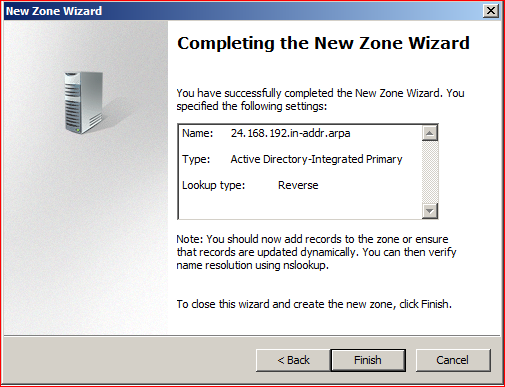 New Zone Wizard
Completing the New Zone Wizard
You have successfully completed the New Zone Wizard. You
specified the following settings:
Name: 24.168.192.in-addr.arpa
Type: Active Directory-Integrated Primary
Lookup type: Reverse
Note: You should now add records to the zone or ensure
that records are updated dynamically. You can then verify
name resolution using nslookup.
To close this wizard and create the new zone, click Finish.
< Back Finish Cancel